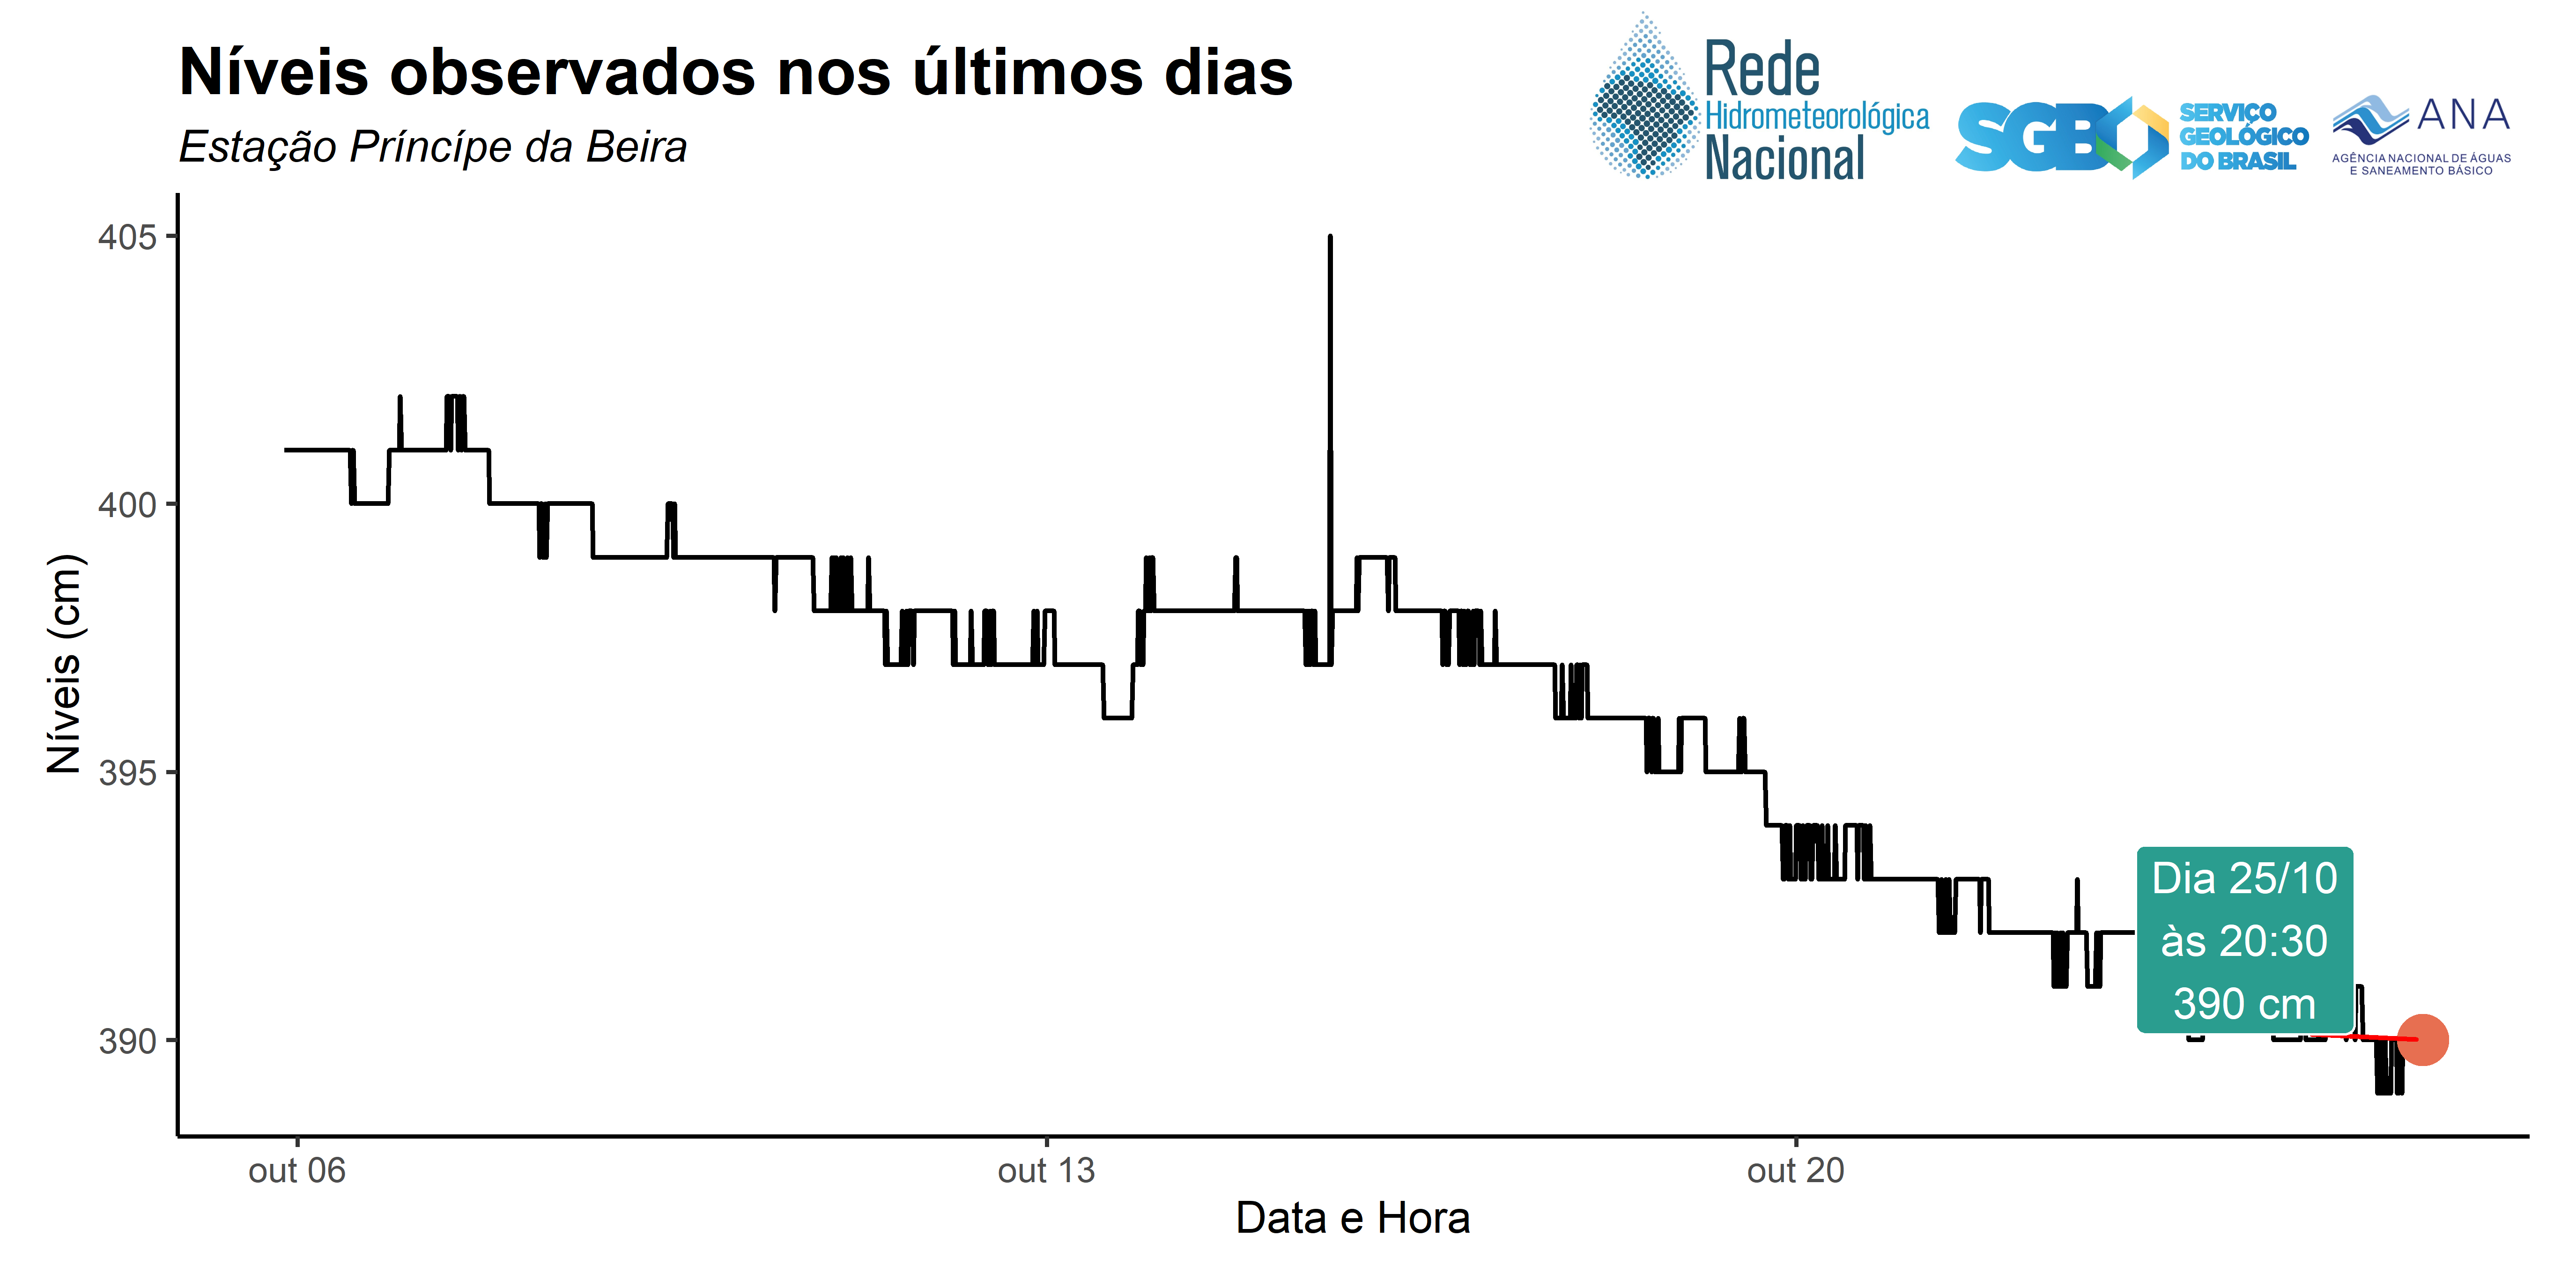 Níveis observados nos últimos dias
Estação Príncípe da Beira
Rede
Hidrometeorológica
Nacional
SGB
SERVIÇO
GEOLÓGICO
DO BRASIL
ANA
AGÊNCIA NACIONAL DE ÁGUAS
E SANEAMENTO BÁSICO
405
400
395
390
Níveis (cm)
Dia 25/10
às 20:30
390 cm
out 06
out 13
out 20
Data e Hora